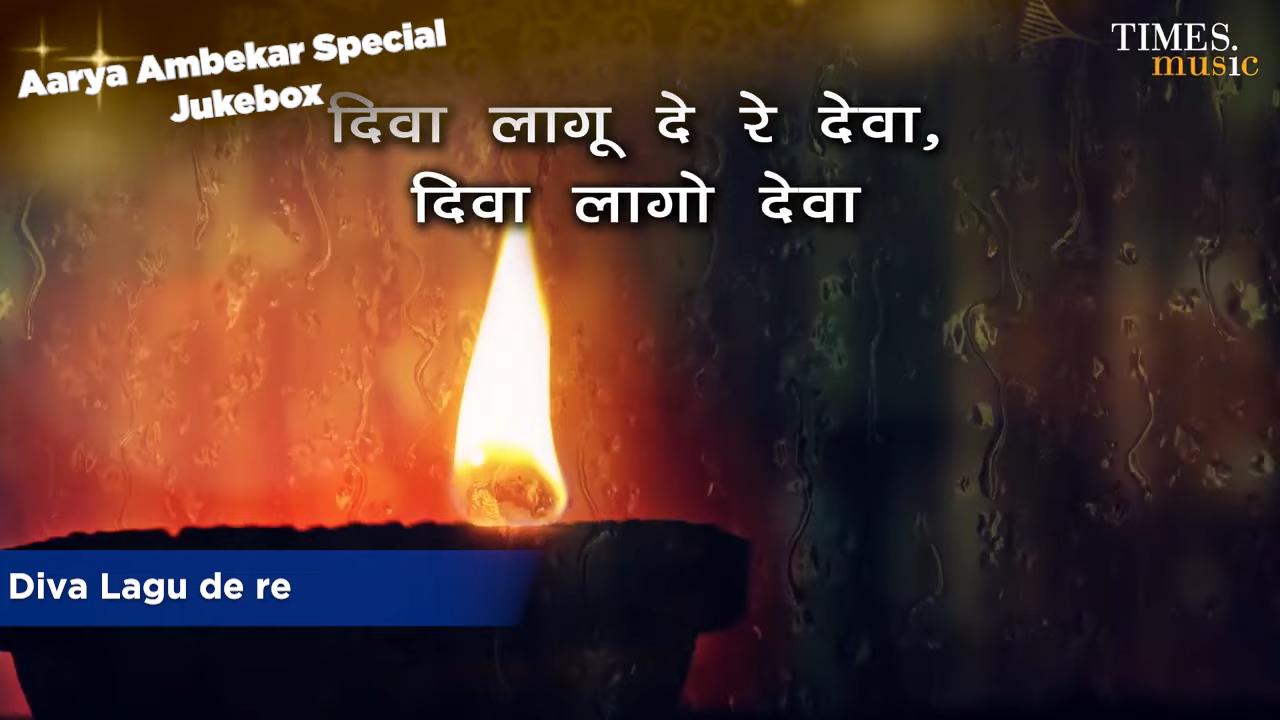 Aarya Ambekar Special
Jukebox
TIMES.
music
दिवा लागू दे रे देवा,
दिवा लागो देवा
Diva Lagu de re